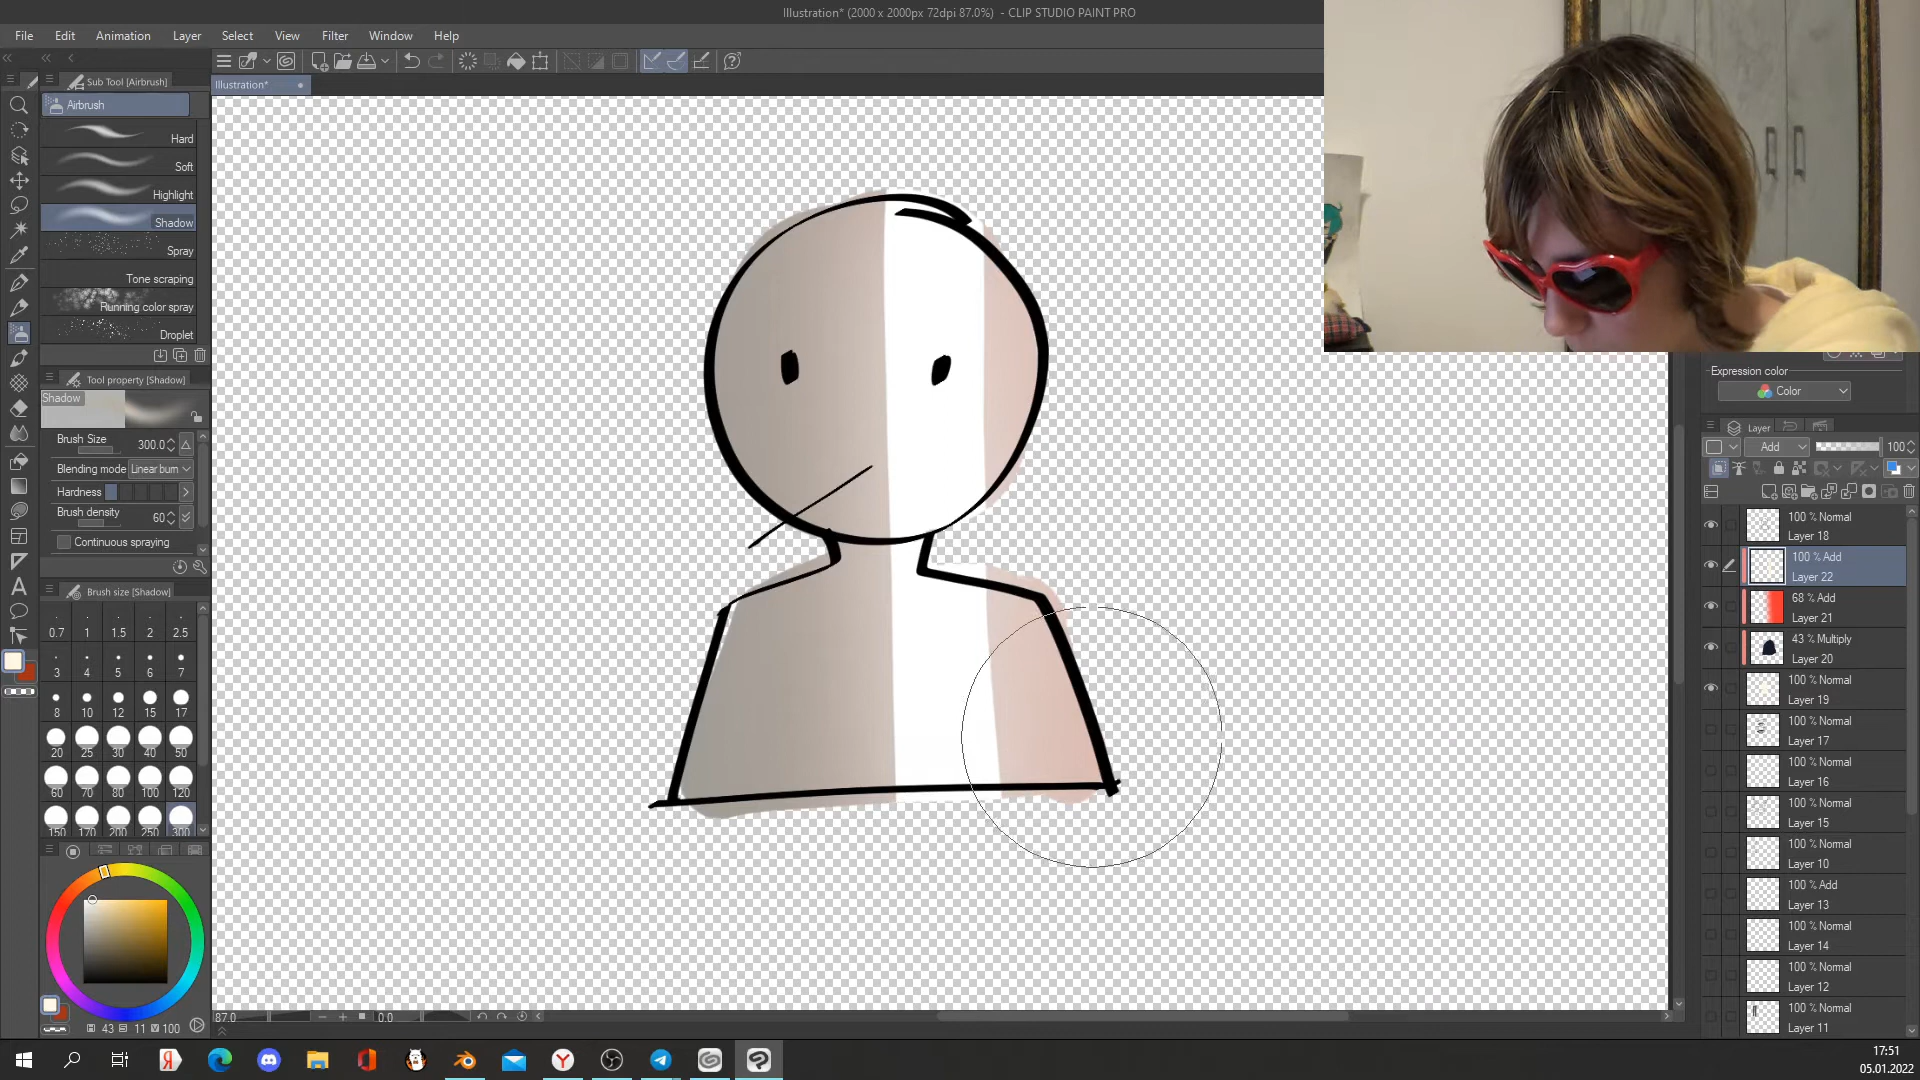 Illustration* (2000 x 2000px 72dpi 87.0%)  - CLIP STUDIO PAINT PRO
File Edit Animation Layer Select View Filter Window Help
Sub Tool [Airbrush]
Illustration*
Airbrush
Hard
Soft
Highlight
Shadow
Spray
Tone scraping
Running color spray
Droplet
Tool property [Shadow]
Shadow
Brush Size 300.0
Blending mode Linear burn
Hardness
Brush density 60
Continuous spraying
Brush size [Shadow]
0.7 1 1.5 2 2.5
3 4 5 6 7
8 10 12 15 17
20 25 30 40 50
60 70 80 100 120
150 170 200 250 300
H 43 S 11 V 100
87.0 0.0
Expression color
Color
Layer
Add 100
100 % Normal
Layer 18
100 % Add
Layer 22
68 % Add
Layer 21
43 % Multiply
Layer 20
100 % Normal
Layer 19
100 % Normal
Layer 17
100 % Normal
Layer 16
100 % Normal
Layer 15
100 % Normal
Layer 10
100 % Add
Layer 13
100 % Normal
Layer 14
100 % Normal
Layer 12
100 % Normal
Layer 11
17:51
05.01.2022